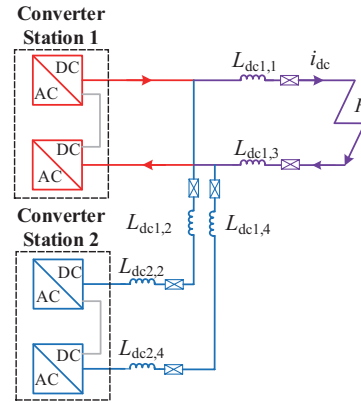 Converter
Station 1
DC
AC
DC
AC
L_dc1,1
i_dc
L_dc1,3
Converter
Station 2
L_dc1,2
L_dc1,4
DC
AC
L_dc2,2
DC
AC
L_dc2,4